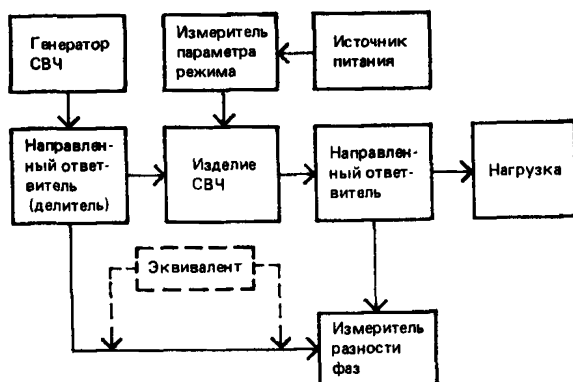 Генератор
СВЧ
Измеритель
параметра
режима
Источник
питания
Направлен-
ный ответ-
витель
(делитель)
Изделие
СВЧ
Направлен-
ный ответ-
витель
Нагрузка
Эквивалент
Измеритель
разности
фаз